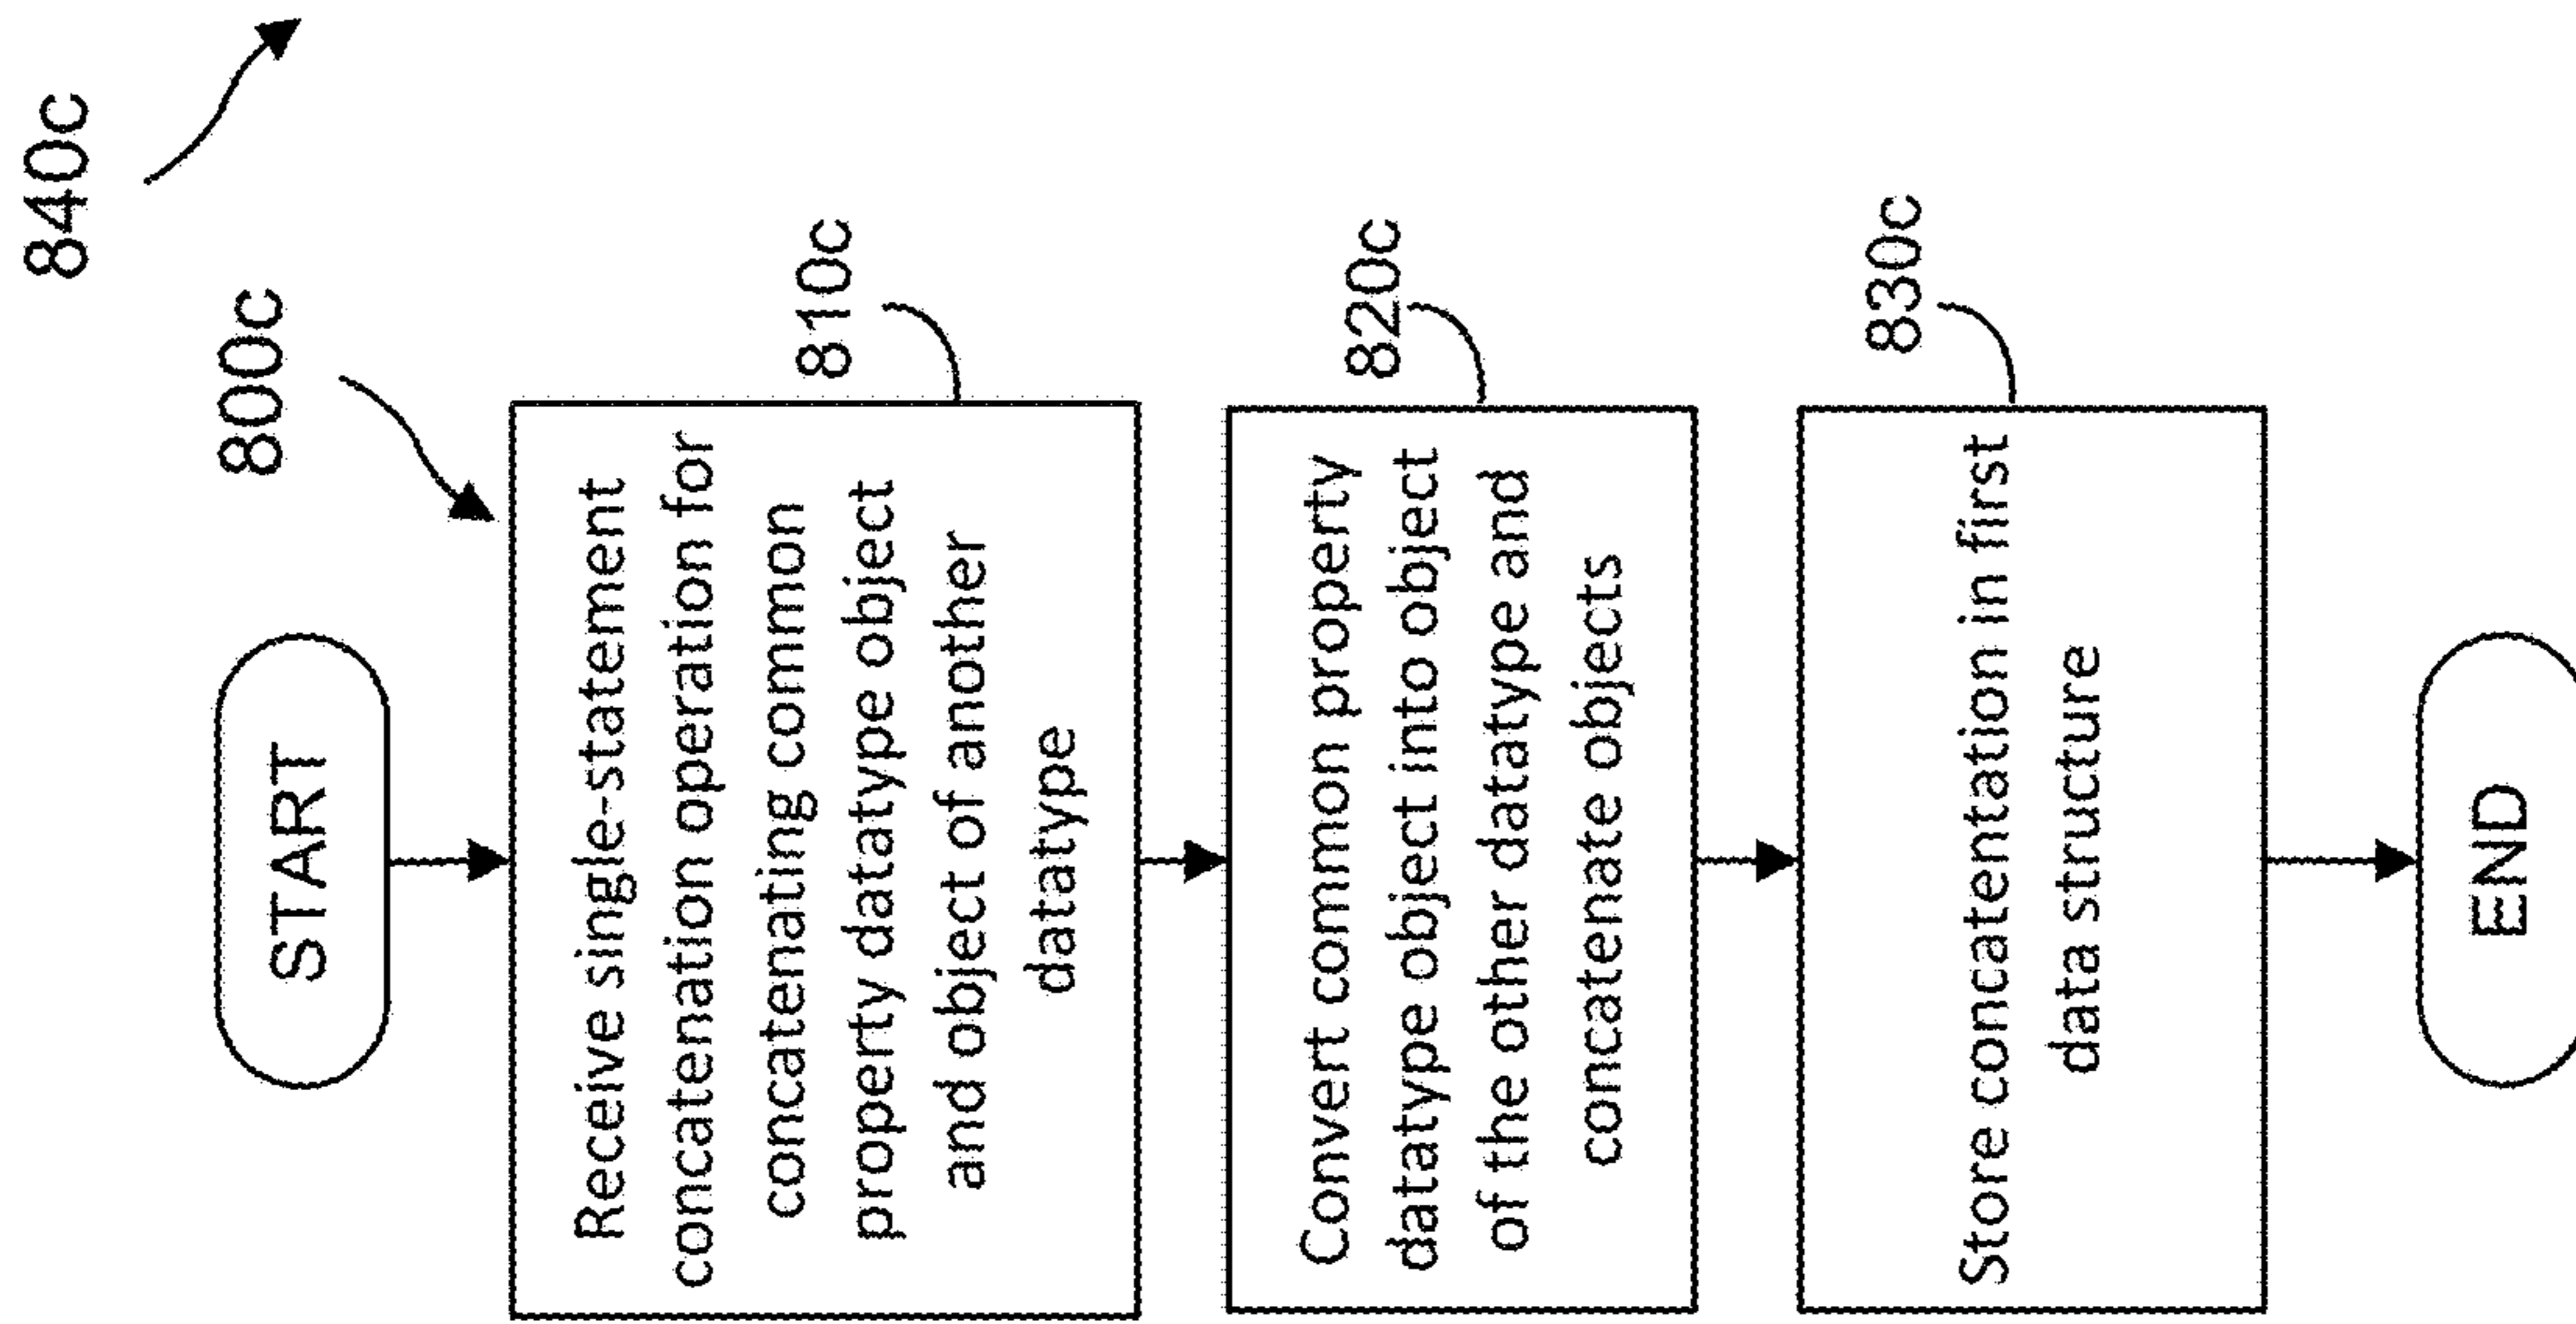 840c
800c
START
Receive single-statement
concatenation operation for
concatenating common
property datatype object
and object of another
datatype
810c
Convert common property
datatype object into object
of the other datatype and
concatenate objects
820c
Store concatentation in first
data structure
830c
END